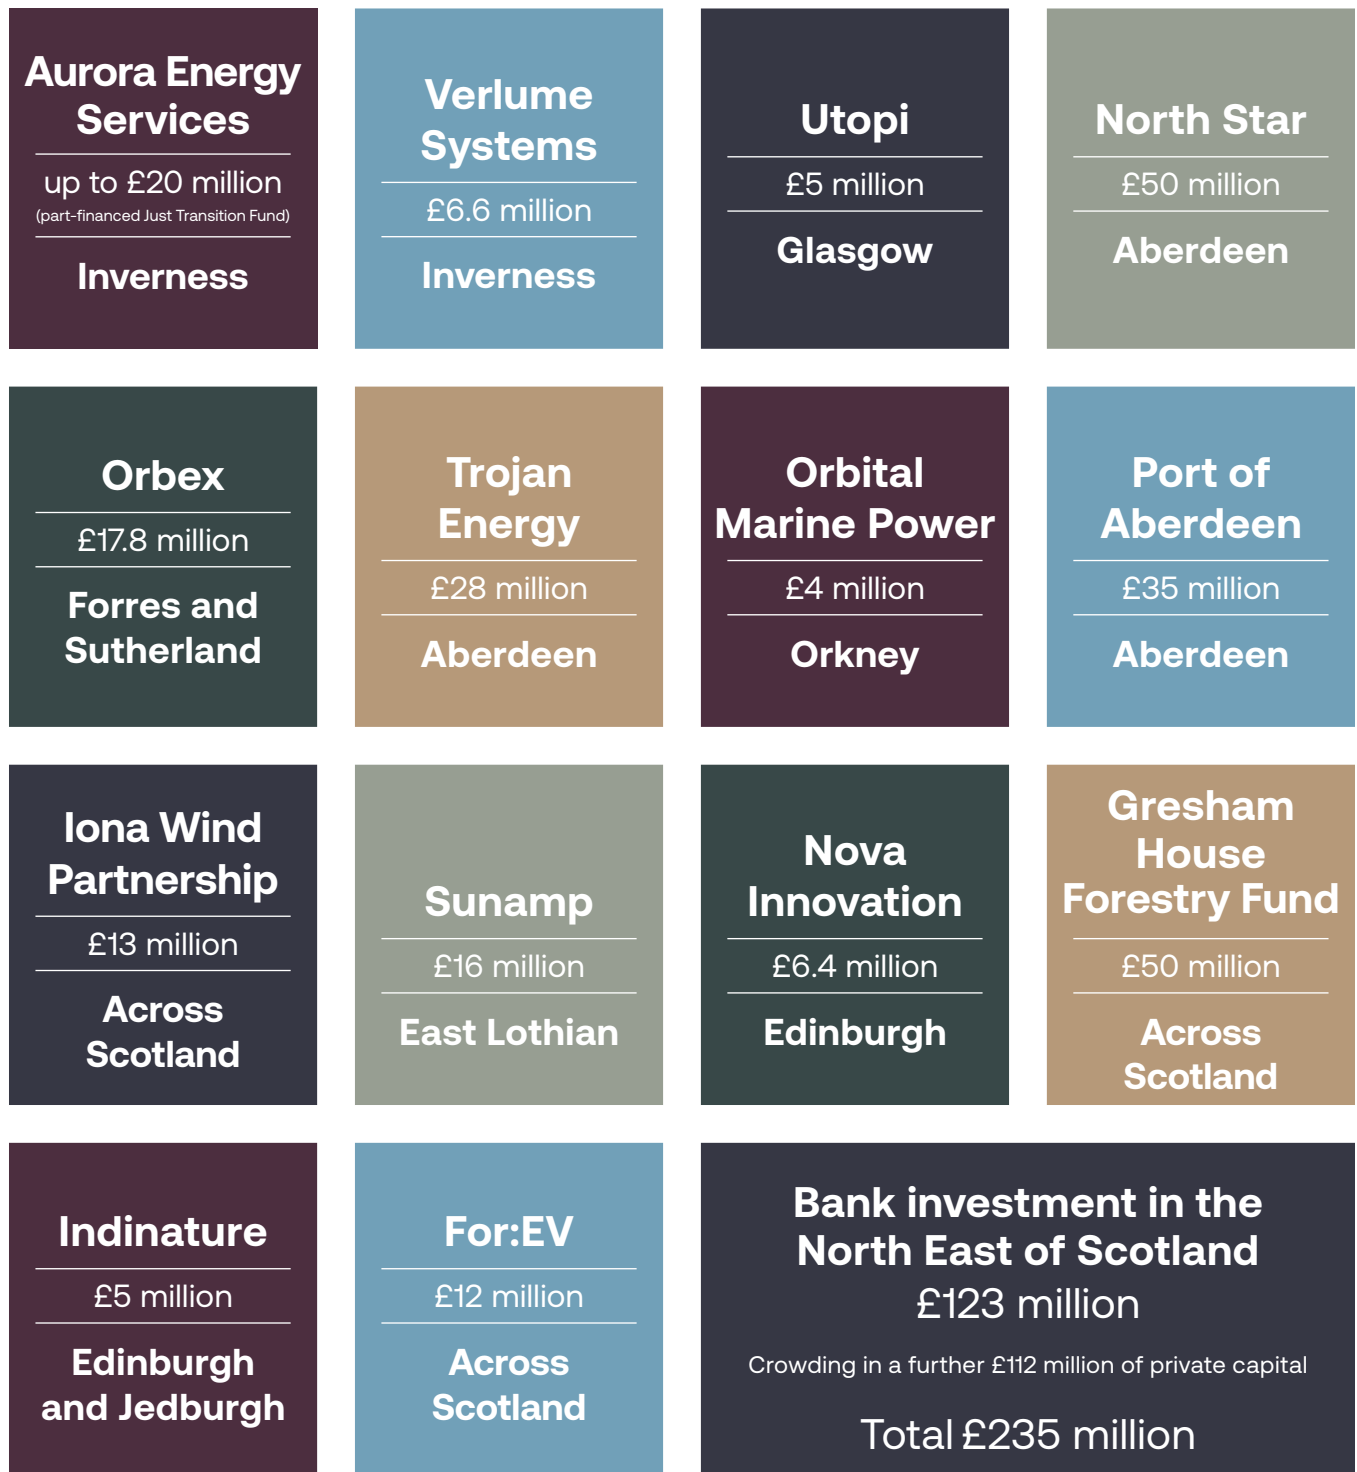 Aurora Energy
Services
up to £20 million
(part-financed Just Transition Fund)
Inverness
Verlume
Systems
£6.6 million
Inverness
Utopi
£5 million
Glasgow
North Star
£50 million
Aberdeen
Orbex
£17.8 million
Forres and
Sutherland
Trojan
Energy
£28 million
Aberdeen
Orbital
Marine Power
£4 million
Orkney
Port of
Aberdeen
£35 million
Aberdeen
Iona Wind
Partnership
£13 million
Across
Scotland
Sunamp
£16 million
East Lothian
Nova
Innovation
£6.4 million
Edinburgh
Gresham
House
Forestry Fund
£50 million
Across
Scotland
Indinature
£5 million
Edinburgh
and Jedburgh
For:EV
£12 million
Across
Scotland
Bank investment in the
North East of Scotland
£123 million
Crowding in a further £112 million of private capital
Total £235 million